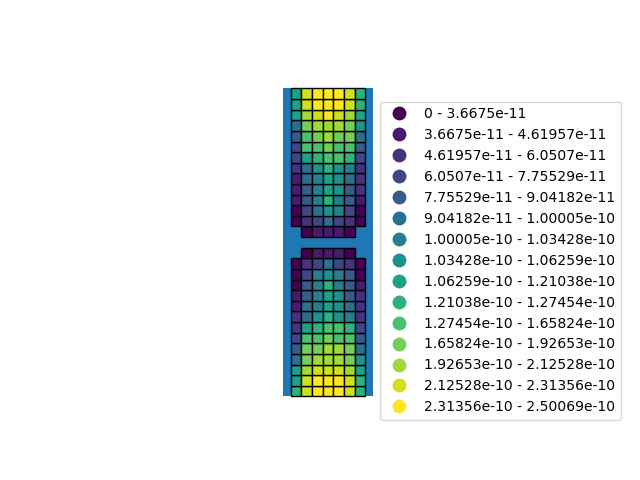 0 - 3.6675e-11
3.6675e-11 - 4.61957e-11
4.61957e-11 - 6.0507e-11
6.0507e-11 - 7.75529e-11
7.75529e-11 - 9.04182e-11
9.04182e-11 - 1.00005e-10
1.00005e-10 - 1.03428e-10
1.03428e-10 - 1.06259e-10
1.06259e-10 - 1.21038e-10
1.21038e-10 - 1.27454e-10
1.27454e-10 - 1.65824e-10
1.65824e-10 - 1.92653e-10
1.92653e-10 - 2.12528e-10
2.12528e-10 - 2.31356e-10
2.31356e-10 - 2.50069e-10